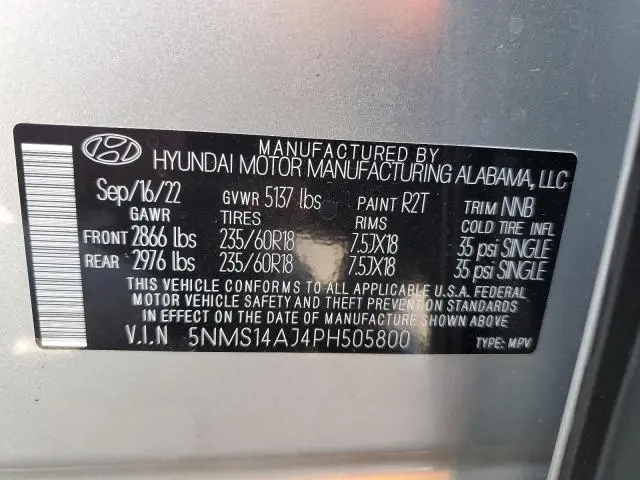 MANUFACTURED BY
HYUNDAI MOTOR MANUFACTURING ALABAMA, LLC
Sep/16/22 GVWR 5137 lbs PAINT R2T TRIM NNB
GAWR TIRES RIMS COLD TIRE INFL
FRONT 2866 lbs 235/60R18 7.5JX18 35 psi SINGLE
REAR 2976 lbs 235/60R18 7.5JX18 35 psi SINGLE
THIS VEHICLE CONFORMS TO ALL APPLICABLE U.S.A. FEDERAL
MOTOR VEHICLE SAFETY AND THEFT PREVENTION STANDARDS
IN EFFECT ON THE DATE OF MANUFACTURE SHOWN ABOVE.
V.I.N 5NMS14AJ4PH505800 TYPE: MPV